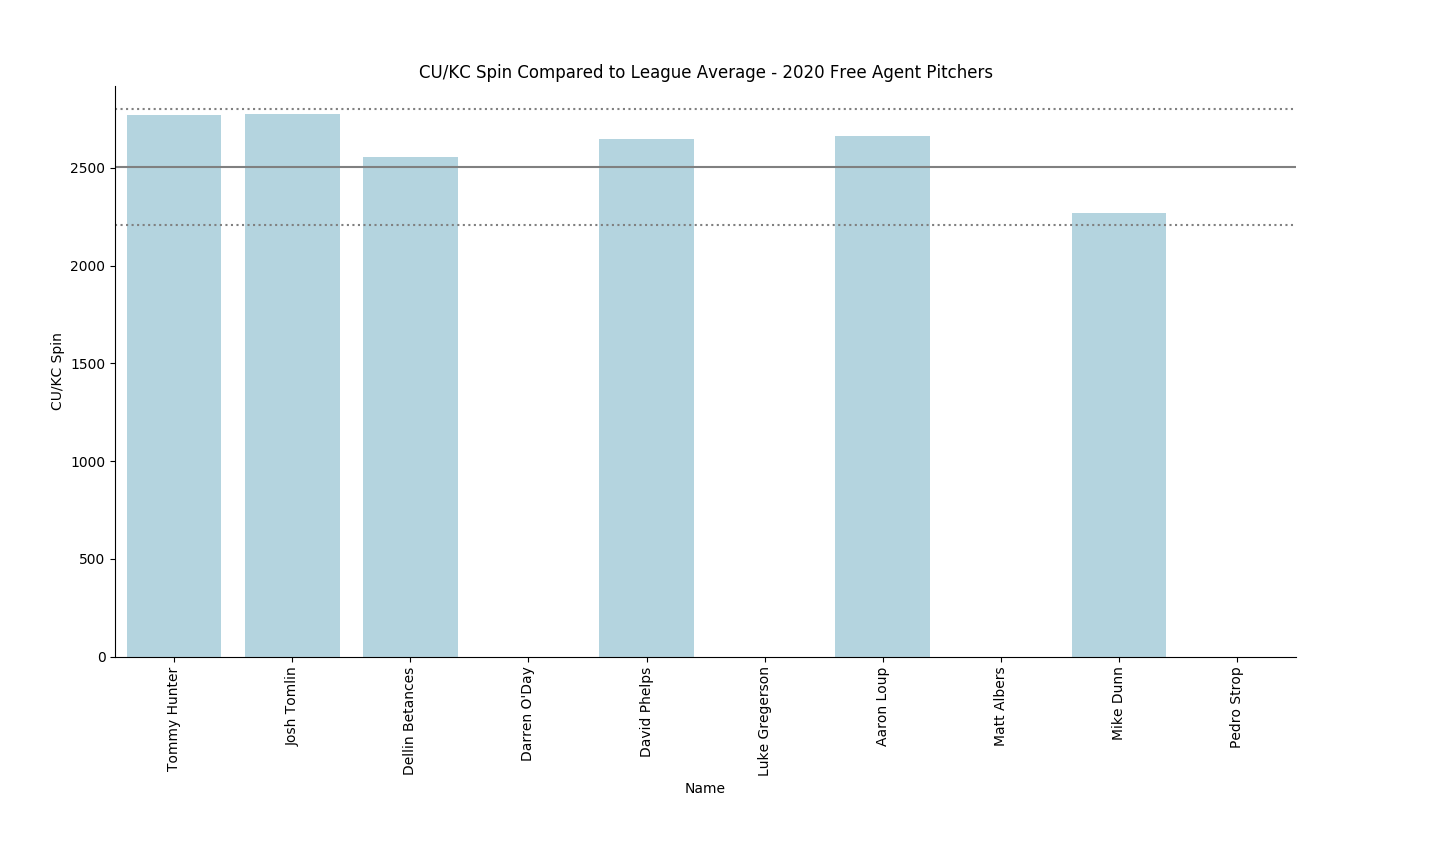 CU/KC Spin Compared to League Average - 2020 Free Agent Pitchers
CU/KC Spin
2500
2000
1500
1000
500
0
Tommy Hunter
Josh Tomlin
Dellin Betances
Darren O'Day
David Phelps
Luke Gregerson
Aaron Loup
Matt Albers
Mike Dunn
Pedro Strop
Name